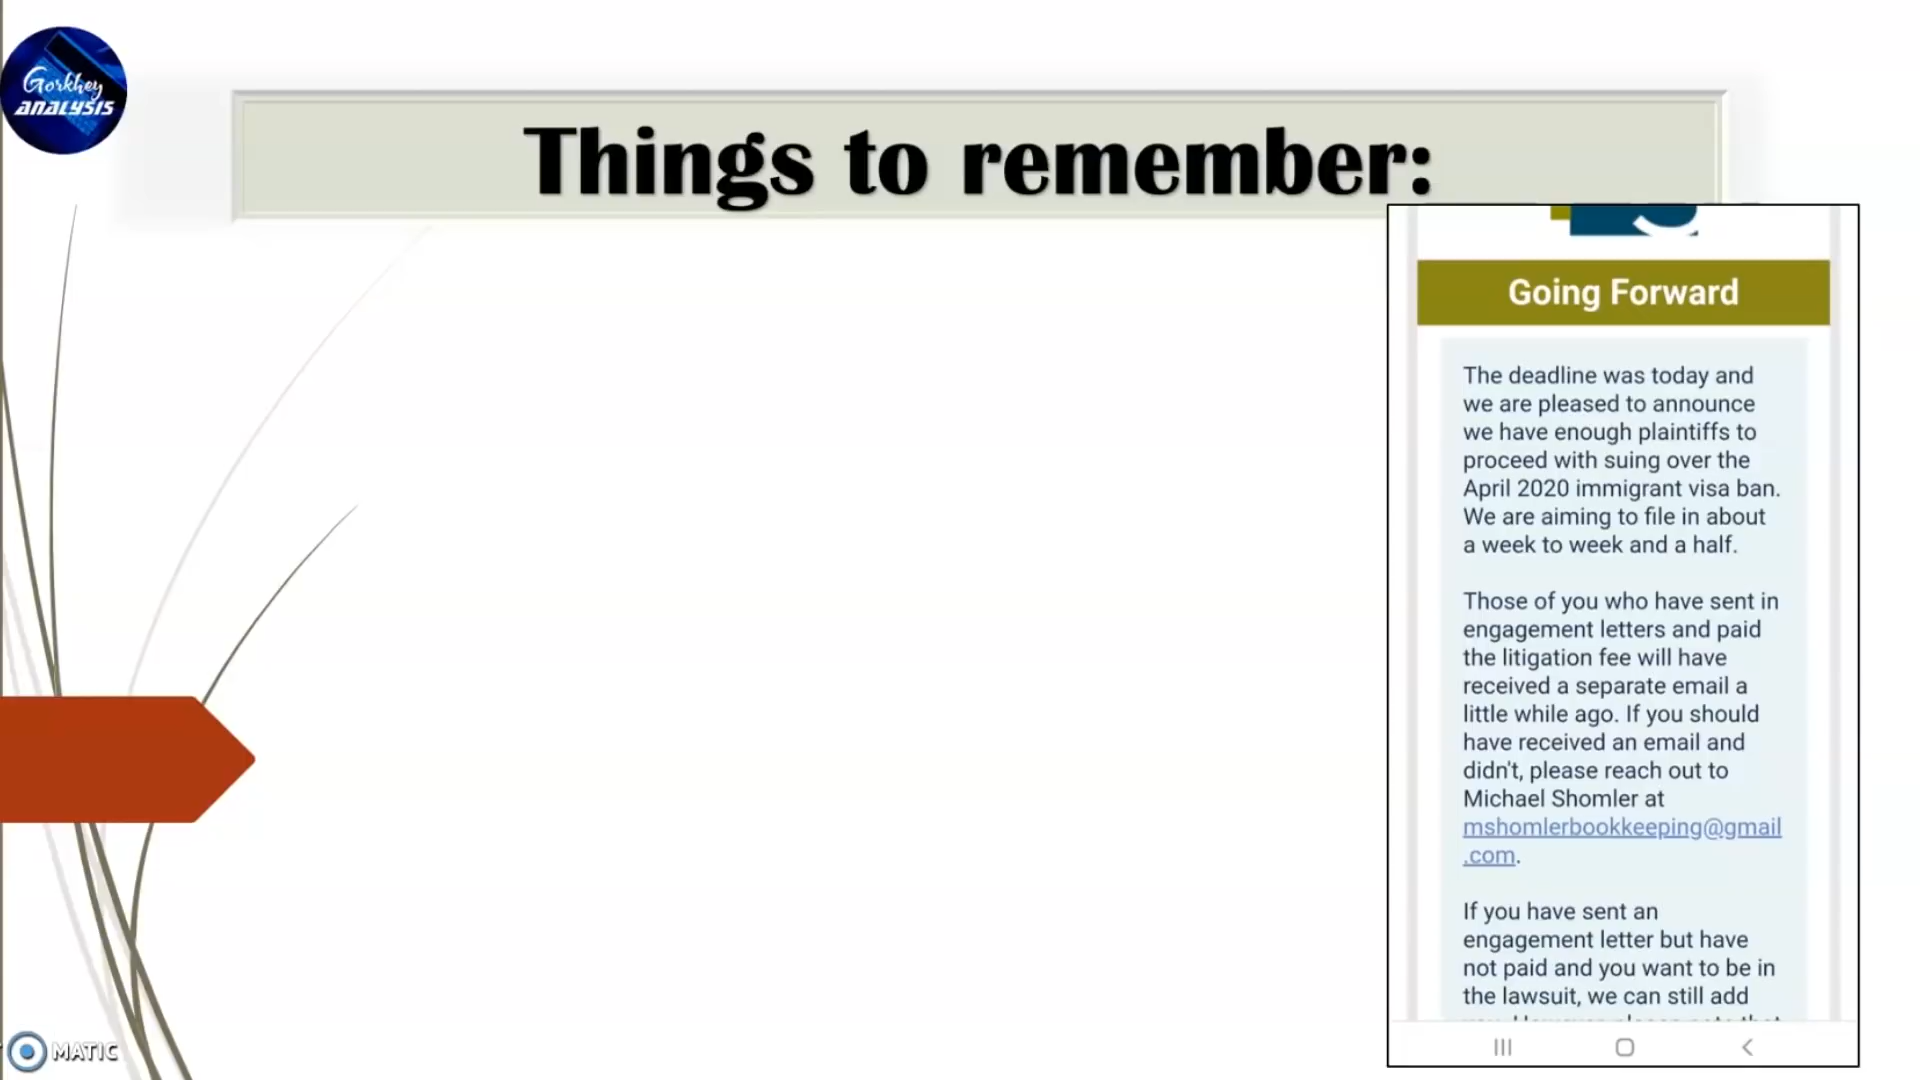 Gorkhey
ANALYSIS
Things to remember:
Going Forward
The deadline was today and
we are pleased to announce
we have enough plaintiffs to
proceed with suing over the
April 2020 immigrant visa ban.
We are aiming to file in about
a week to week and a half.
Those of you who have sent in
engagement letters and paid
the litigation fee will have
received a separate email a
little while ago. If you should
have received an email and
didn't, please reach out to
Michael Shomler at
mshomlerbookkeeping@gmail
.com.
If you have sent an
engagement letter but have
not paid and you want to be in
the lawsuit, we can still add
MATIC